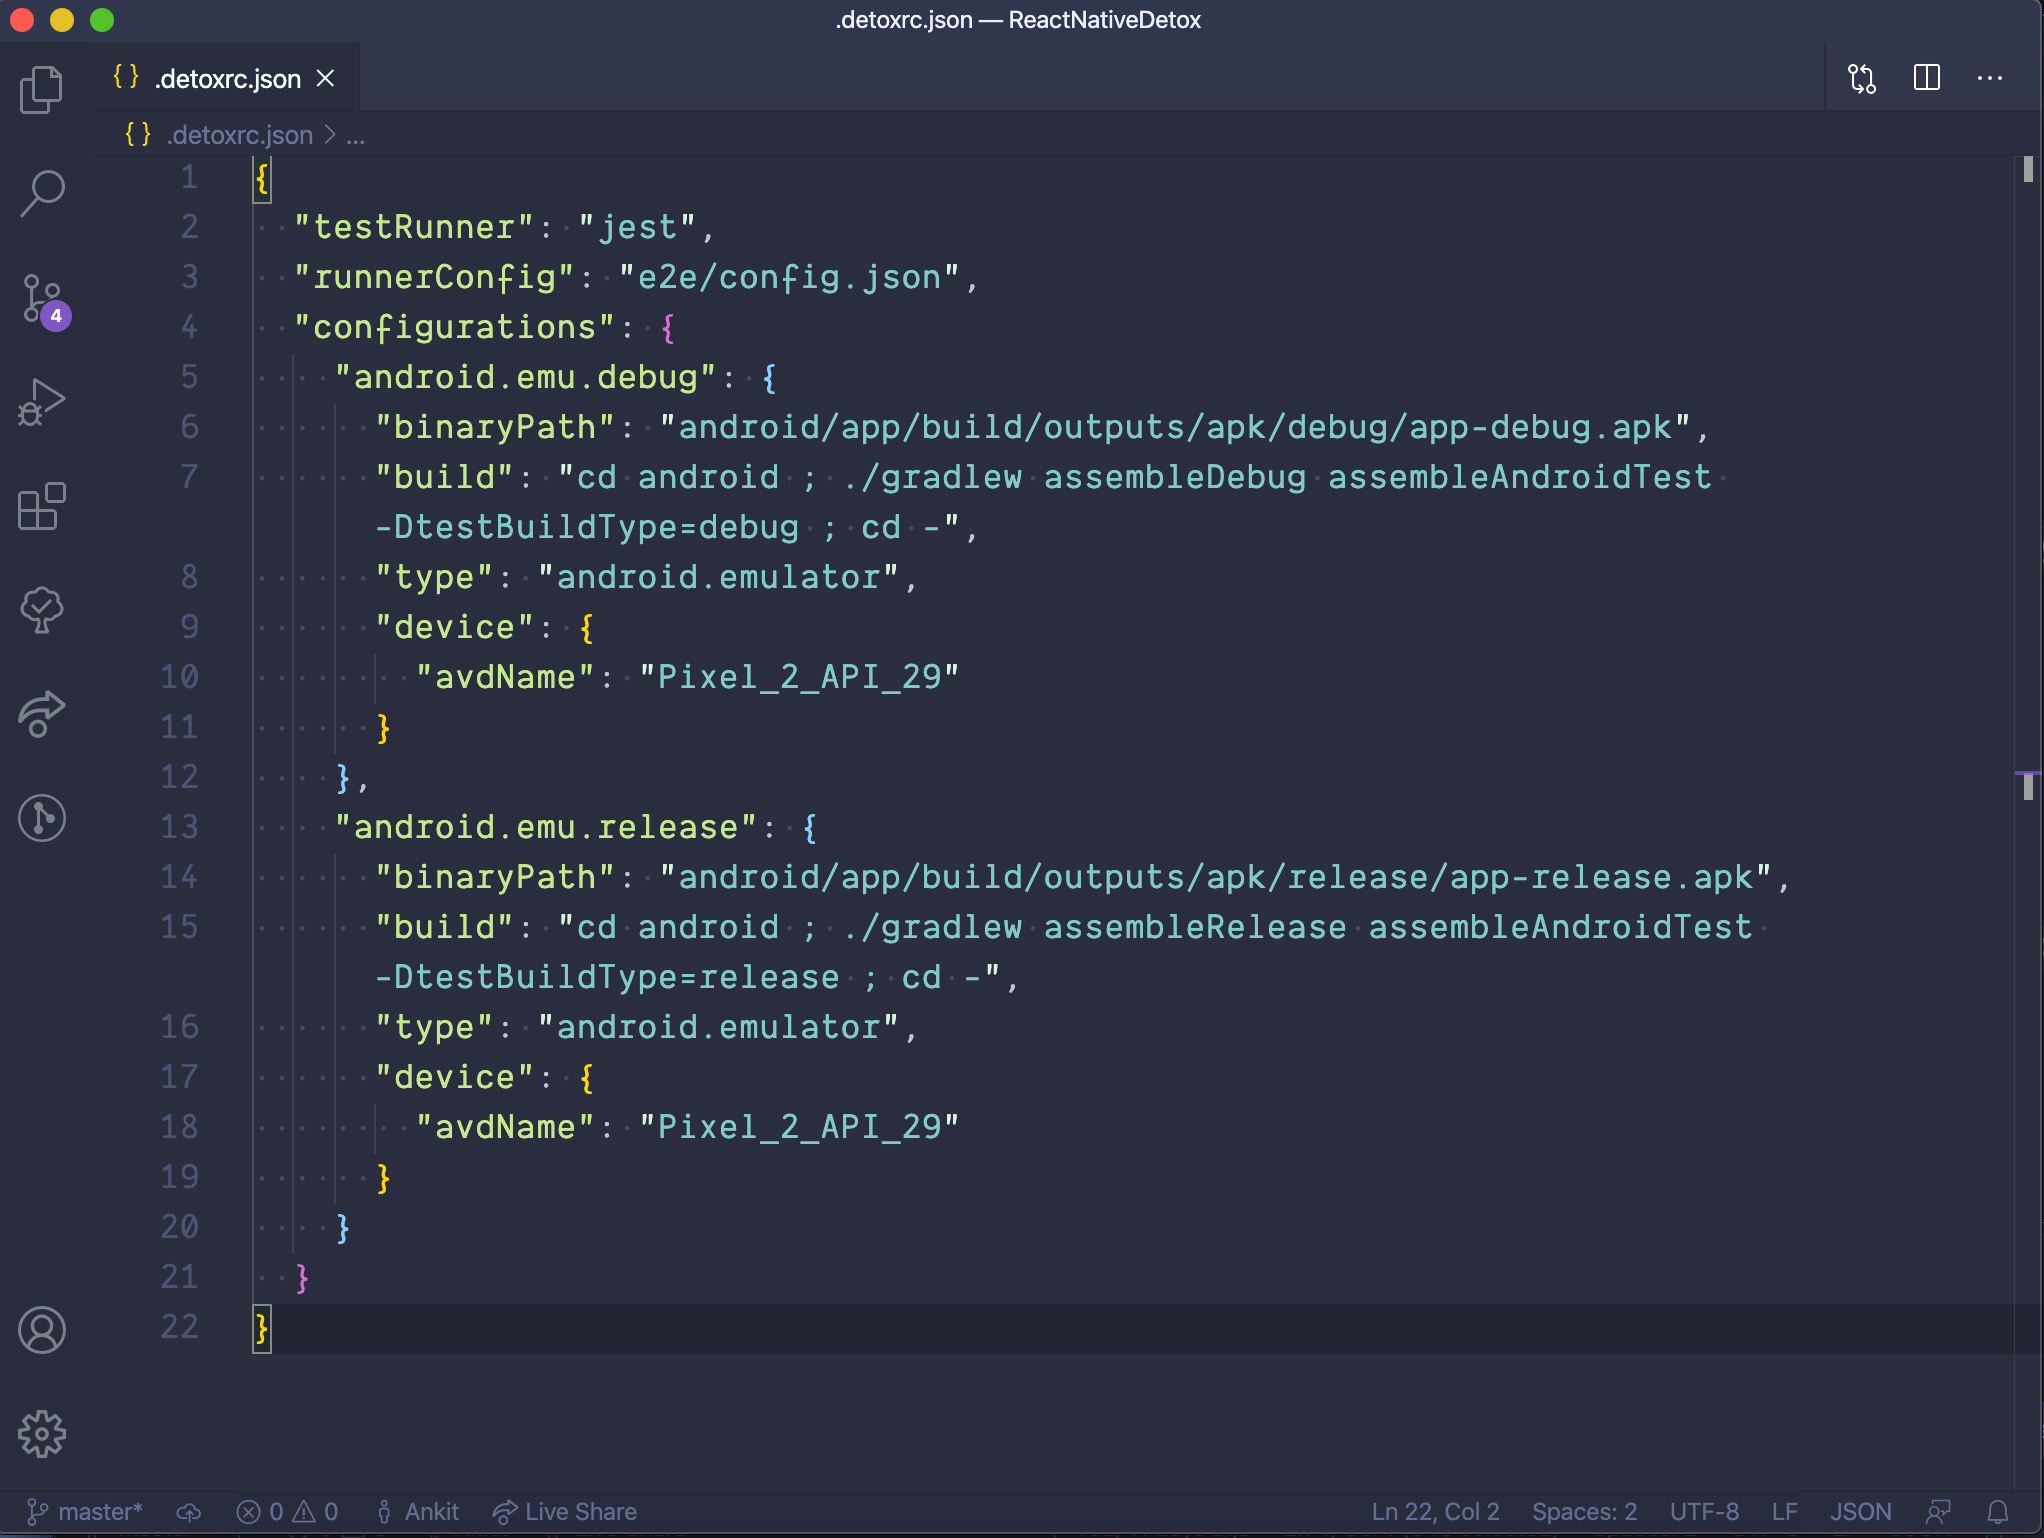 .detoxrc.json — ReactNativeDetox
{} .detoxrc.json
{} .detoxrc.json > ...
1 {
2 "testRunner": "jest",
3 "runnerConfig": "e2e/config.json",
4 "configurations": {
5 "android.emu.debug": {
6 "binaryPath": "android/app/build/outputs/apk/debug/app-debug.apk",
7 "build": "cd android ; ./gradlew assembleDebug assembleAndroidTest
-DtestBuildType=debug ; cd -",
8 "type": "android.emulator",
9 "device": {
10 "avdName": "Pixel_2_API_29"
11 }
12 },
13 "android.emu.release": {
14 "binaryPath": "android/app/build/outputs/apk/release/app-release.apk",
15 "build": "cd android ; ./gradlew assembleRelease assembleAndroidTest
-DtestBuildType=release ; cd -",
16 "type": "android.emulator",
17 "device": {
18 "avdName": "Pixel_2_API_29"
19 }
20 }
21 }
22 }
4
master* 0 0 Ankit Live Share Ln 22, Col 2 Spaces: 2 UTF-8 LF JSON